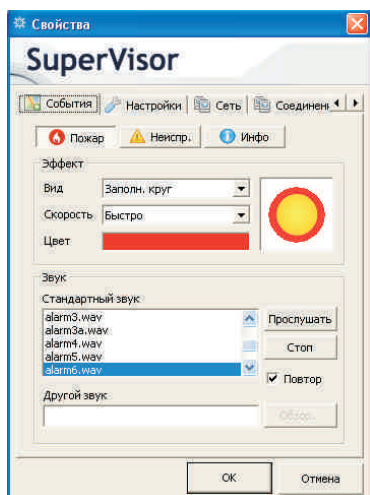 Свойства
SuperVisor
События Настройки Сеть Соединен
Пожар Неиспр. Инфо
Эффект
Вид Заполн. круг
Скорость Быстро
Цвет
Звук
Стандартный звук
alarm3.wav
alarm3a.wav
alarm4.wav
alarm5.wav
alarm6.wav
Прослушать
Стоп
Повтор
Другой звук
Обзор..
OK Отмена